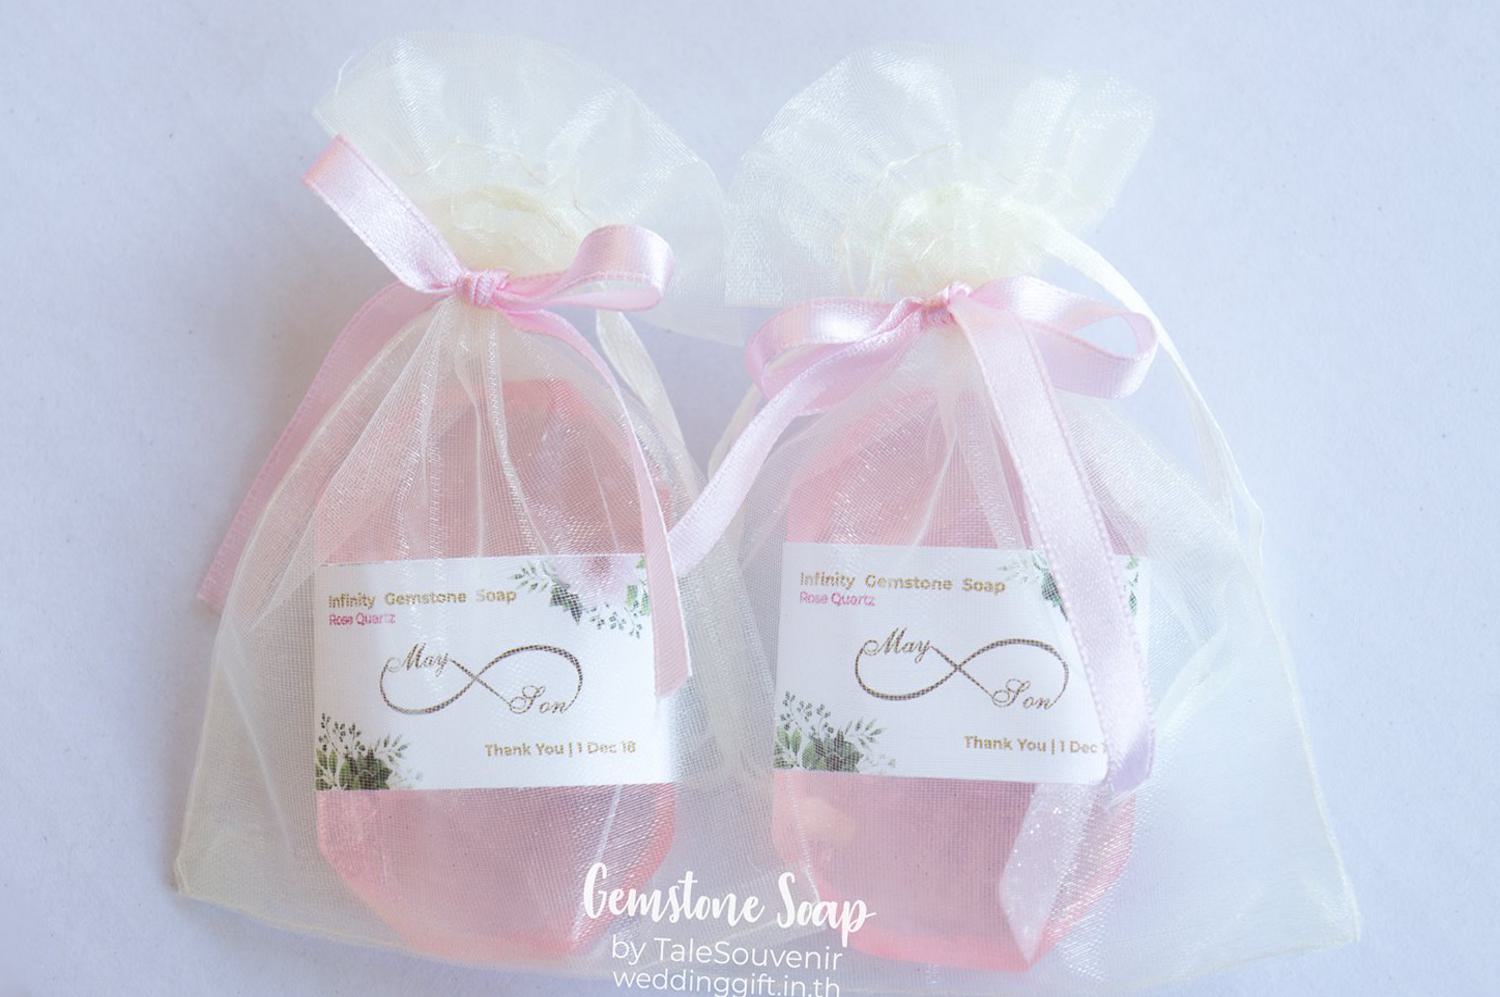 Infinity Gemstone Soap
Rose Quartz
May
Son
Thank You | 1 Dec 18
Infinity Gemstone Soap
Rose Quartz
May
Son
Thank You | 1 Dec 1
Gemstone Soap
by TaleSouvenir
weddinggift.in.th